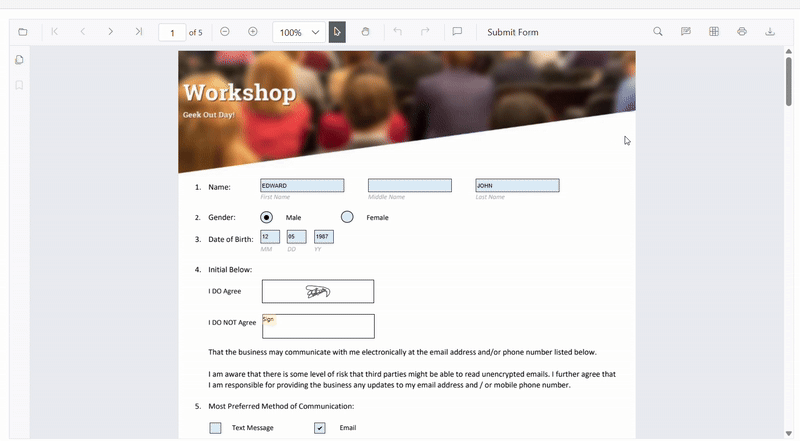 1 of 5 100% Submit Form
Workshop
Geek Out Day!
1. Name: EDWARD JOHN
First Name Middle Name Last Name
2. Gender: Male Female
3. Date of Birth: 12 05 1987
MM DD YY
4. Initial Below:
I DO Agree
I DO NOT Agree Sign
That the business may communicate with me electronically at the email address and/or phone number listed below.
I am aware that there is some level of risk that third parties might be able to read unencrypted emails. I further agree that
I am responsible for providing the business any updates to my email address and / or mobile phone number.
5. Most Preferred Method of Communication:
Text Message Email